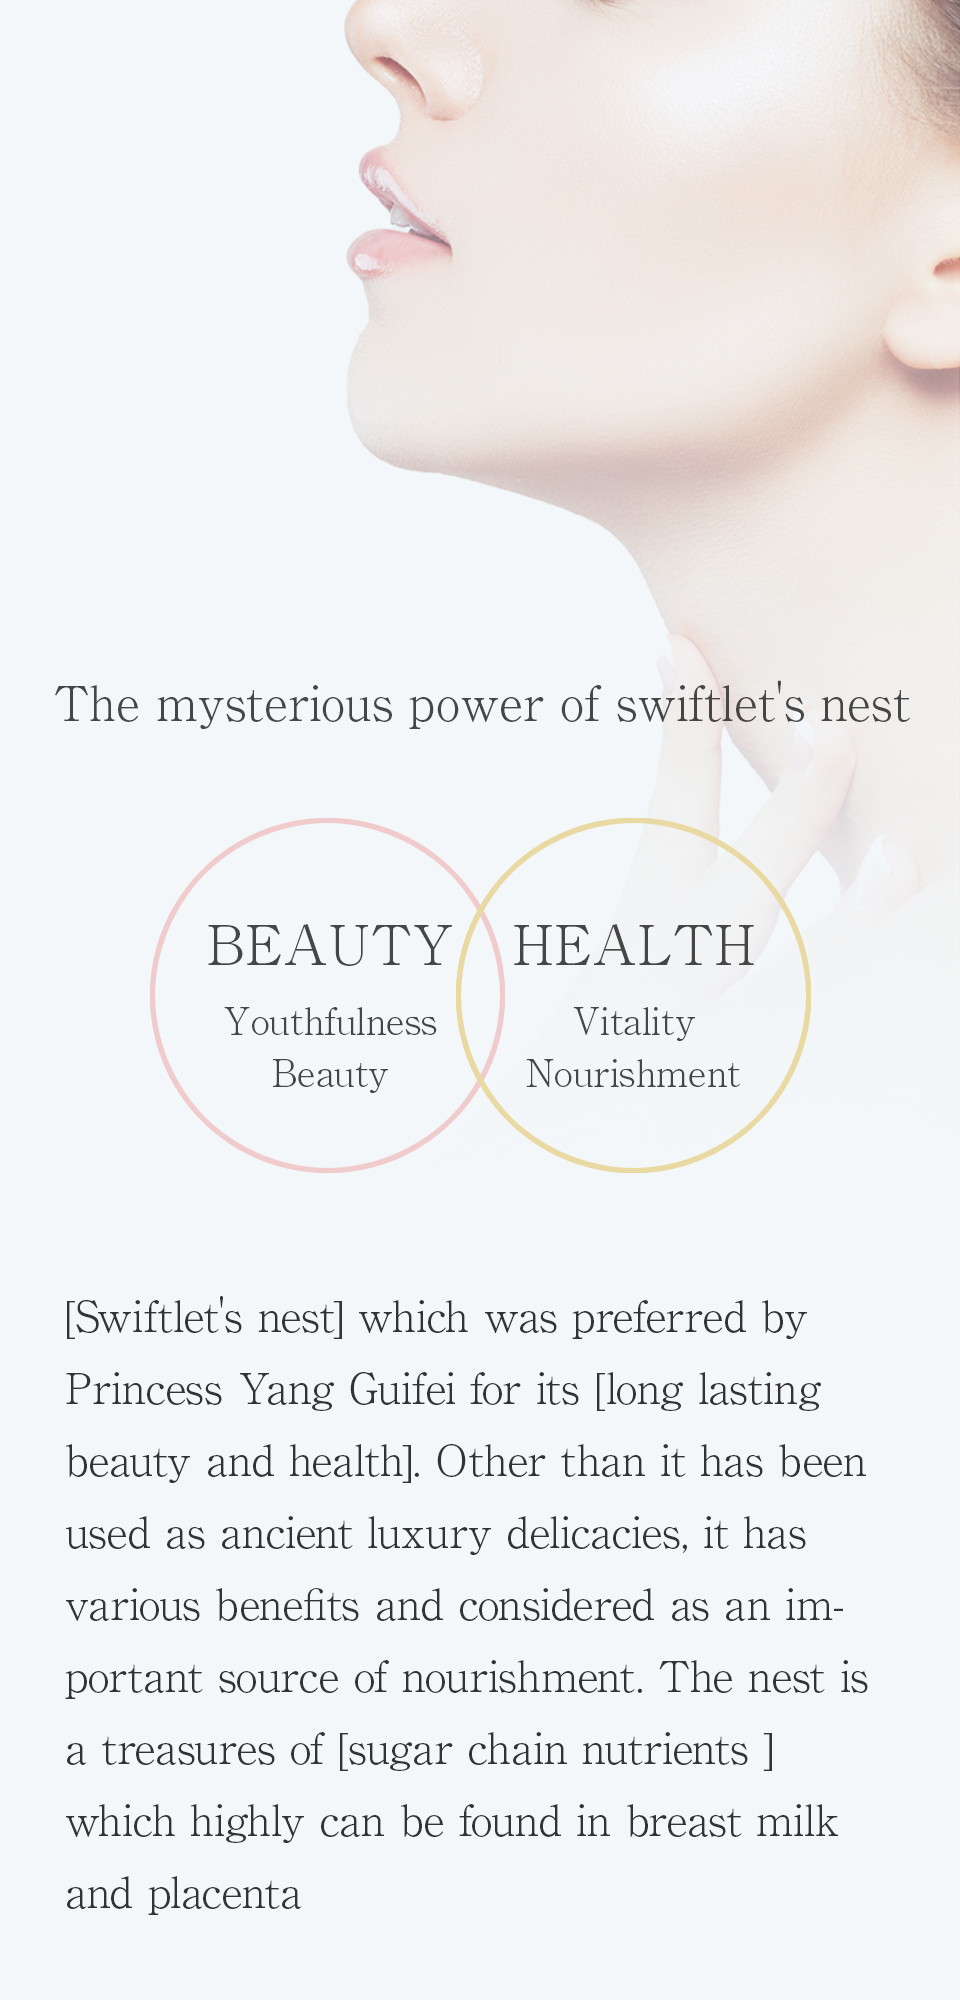 The mysterious power of swiftlet's nest
BEAUTY
Youthfulness
Beauty
HEALTH
Vitality
Nourishment
[Swiftlet's nest] which was preferred by
Princess Yang Guifei for its [long lasting
beauty and health]. Other than it has been
used as ancient luxury delicacies, it has
various benefits and considered as an im-
portant source of nourishment. The nest is
a treasures of [sugar chain nutrients ]
which highly can be found in breast milk
and placenta